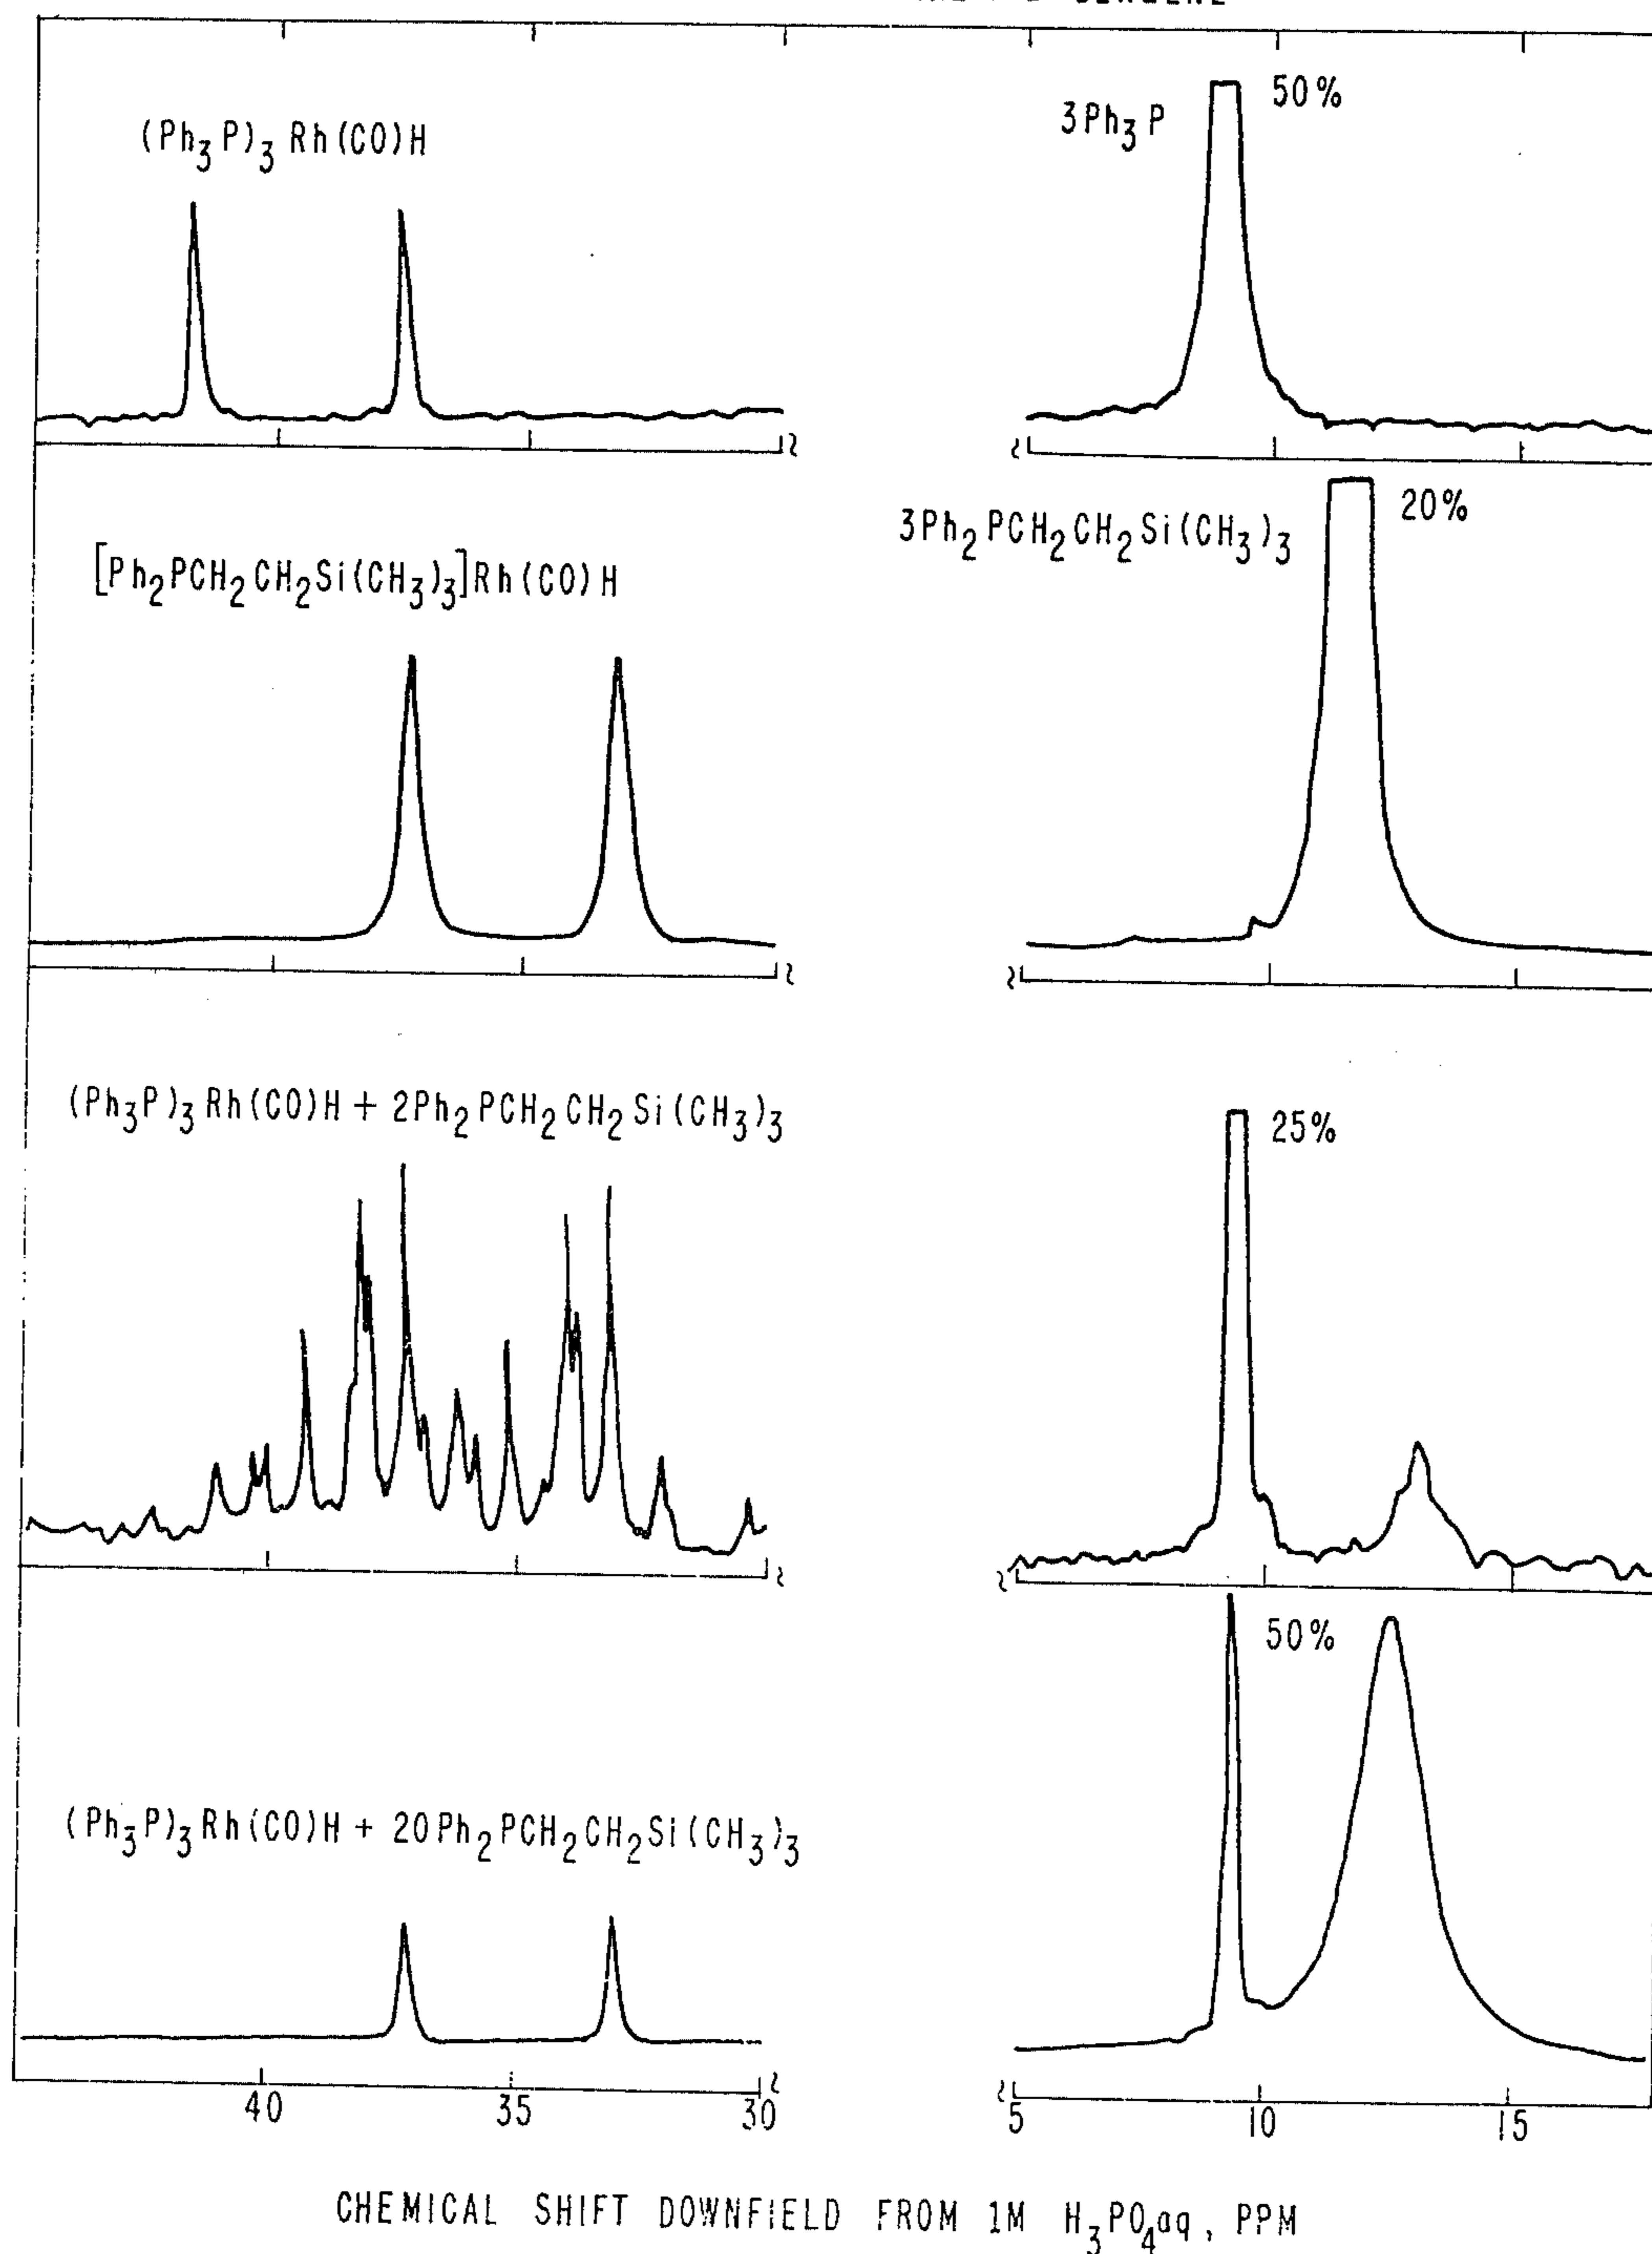 (Ph3P)3 Rh(CO)H
3Ph3P
50%
[Ph2PCH2CH2Si(CH3)3]Rh(CO)H
3Ph2PCH2CH2Si(CH3)3
20%
(Ph3P)3Rh(CO)H + 2Ph2PCH2CH2Si(CH3)3
25%
(Ph3P)3Rh(CO)H + 20Ph2PCH2CH2Si(CH3)3
50%
40 35 30 5 10 15
CHEMICAL SHIFT DOWNFIELD FROM 1M H3PO4aq, PPM